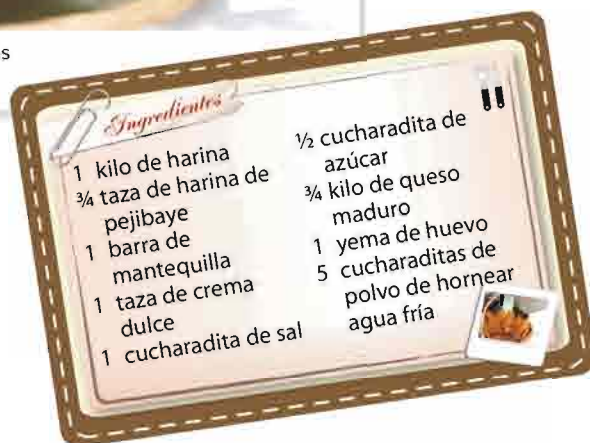 s
Ingredientes
1 kilo de harina
¾ taza de harina de
pejibaye
1 barra de
mantequilla
1 taza de crema
dulce
1 cucharadita de sal
½ cucharadita de
azúcar
¾ kilo de queso
maduro
1 yema de huevo
5 cucharaditas de
polvo de hornear
agua fría